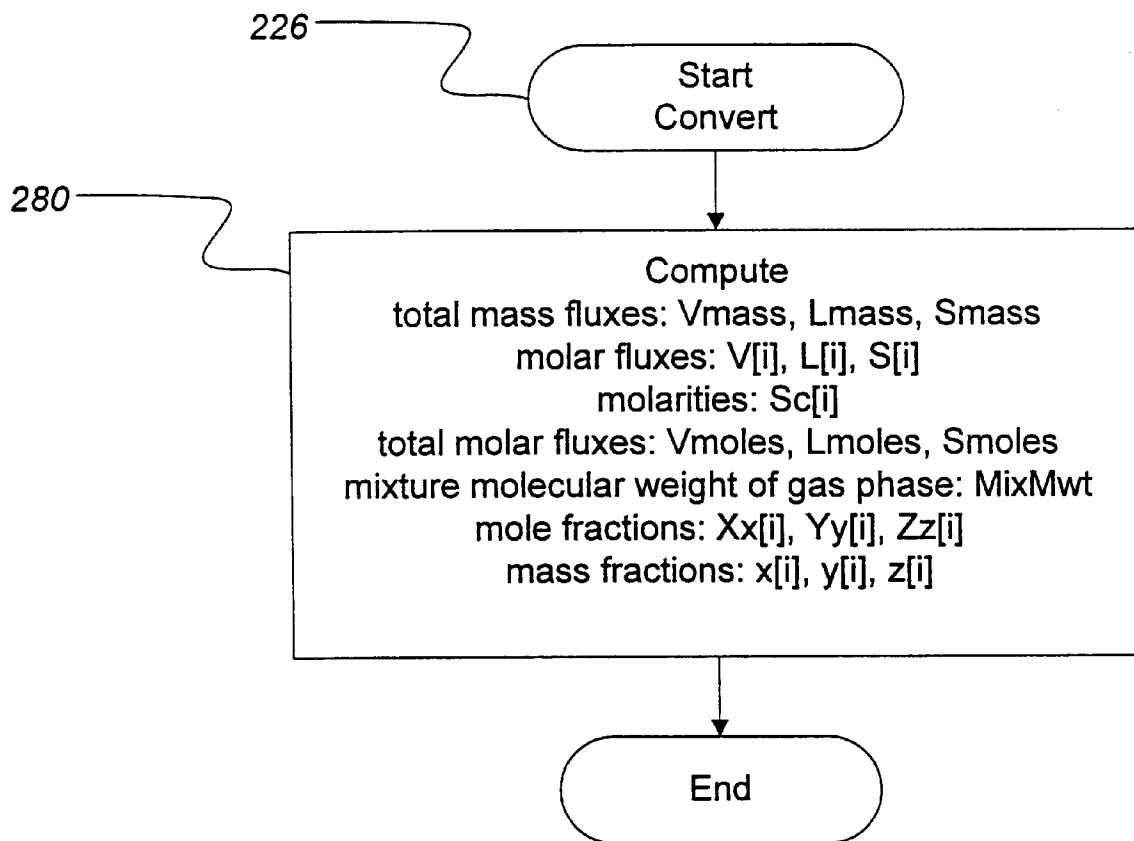 226
Start
Convert
280
Compute
total mass fluxes: Vmass, Lmass, Smass
molar fluxes: V[i], L[i], S[i]
molarities: Sc[i]
total molar fluxes: Vmoles, Lmoles, Smoles
mixture molecular weight of gas phase: MixMwt
mole fractions: Xx[i], Yy[i], Zz[i]
mass fractions: x[i], y[i], z[i]
End